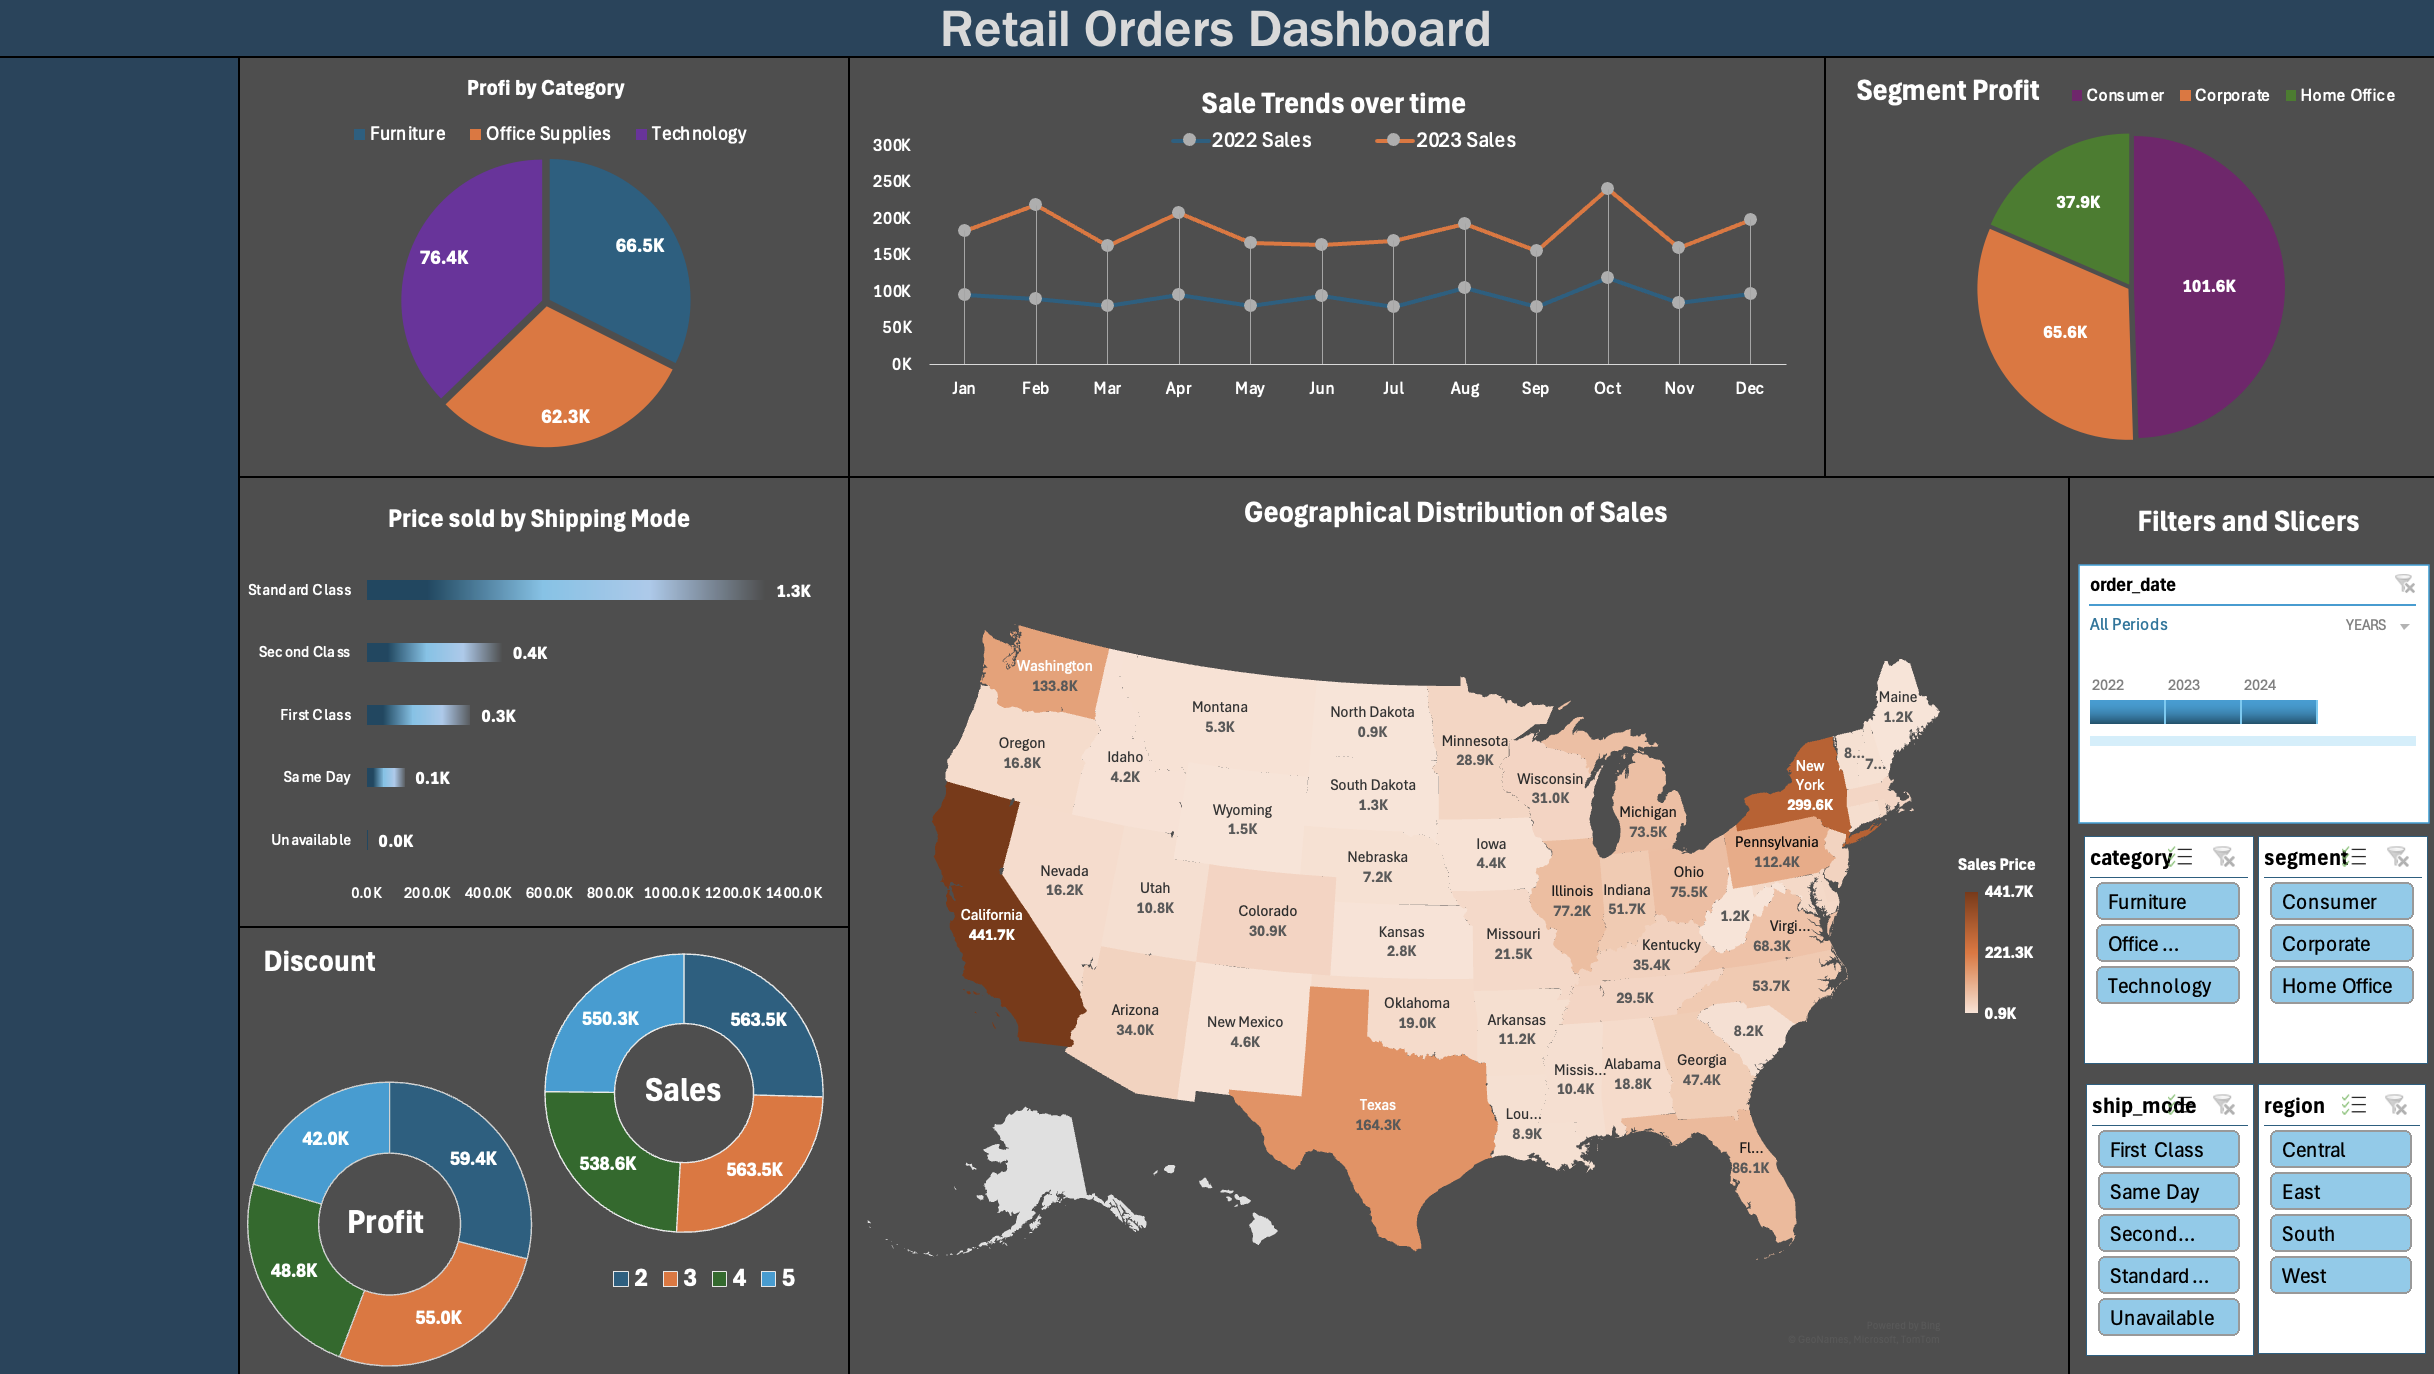 Retail Orders Dashboard
Profi by Category
Furniture Office Supplies Technology
76.4K
66.5K
62.3K
Sale Trends over time
2022 Sales 2023 Sales
300K
250K
200K
150K
100K
50K
0K
Jan Feb Mar Apr May Jun Jul Aug Sep Oct Nov Dec
Segment Profit
Consumer Corporate Home Office
37.9K
101.6K
65.6K
Price sold by Shipping Mode
Standard Class 1.3K
Second Class 0.4K
First Class 0.3K
Same Day 0.1K
Unavailable 0.0K
0.0K 200.0K 400.0K 600.0K 800.0K 1000.0K 1200.0K 1400.0K
Discount
550.3K
563.5K
Sales
538.6K
563.5K
42.0K
59.4K
Profit
48.8K
55.0K
2 3 4 5
Geographical Distribution of Sales
Washington
133.8K
Montana
5.3K
North Dakota
0.9K
Minnesota
28.9K
Maine
1.2K
Oregon
16.8K
Idaho
4.2K
8...
7...
Wisconsin
31.0K
South Dakota
1.3K
New
York
299.6K
Wyoming
1.5K
Michigan
73.5K
Iowa
4.4K
Pennsylvania
112.4K
Nebraska
7.2K
Nevada
16.2K
Utah
10.8K
Ohio
75.5K
Illinois
77.2K
Indiana
51.7K
Colorado
30.9K
California
441.7K
1.2K
Virgi...
68.3K
Kansas
2.8K
Missouri
21.5K
Kentucky
35.4K
53.7K
29.5K
Arizona
34.0K
New Mexico
4.6K
Oklahoma
19.0K
Arkansas
11.2K
8.2K
Missis...
10.4K
Alabama
18.8K
Georgia
47.4K
Texas
164.3K
Lou...
8.9K
Fl...
86.1K
Sales Price
441.7K
221.3K
0.9K
Powered by Bing
© GeoNames, Microsoft, TomTom
Filters and Slicers
order_date
All Periods YEARS
2022 2023 2024
category
Furniture
Office ...
Technology
segment
Consumer
Corporate
Home Office
ship_mode
First Class
Same Day
Second...
Standard...
Unavailable
region
Central
East
South
West